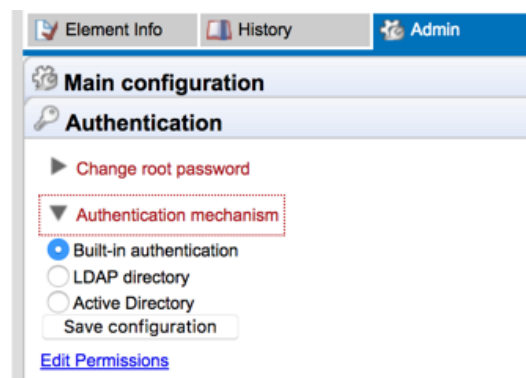 Element Info History Admin
Main configuration
Authentication
Change root password
Authentication mechanism
Built-in authentication
LDAP directory
Active Directory
Save configuration
Edit Permissions